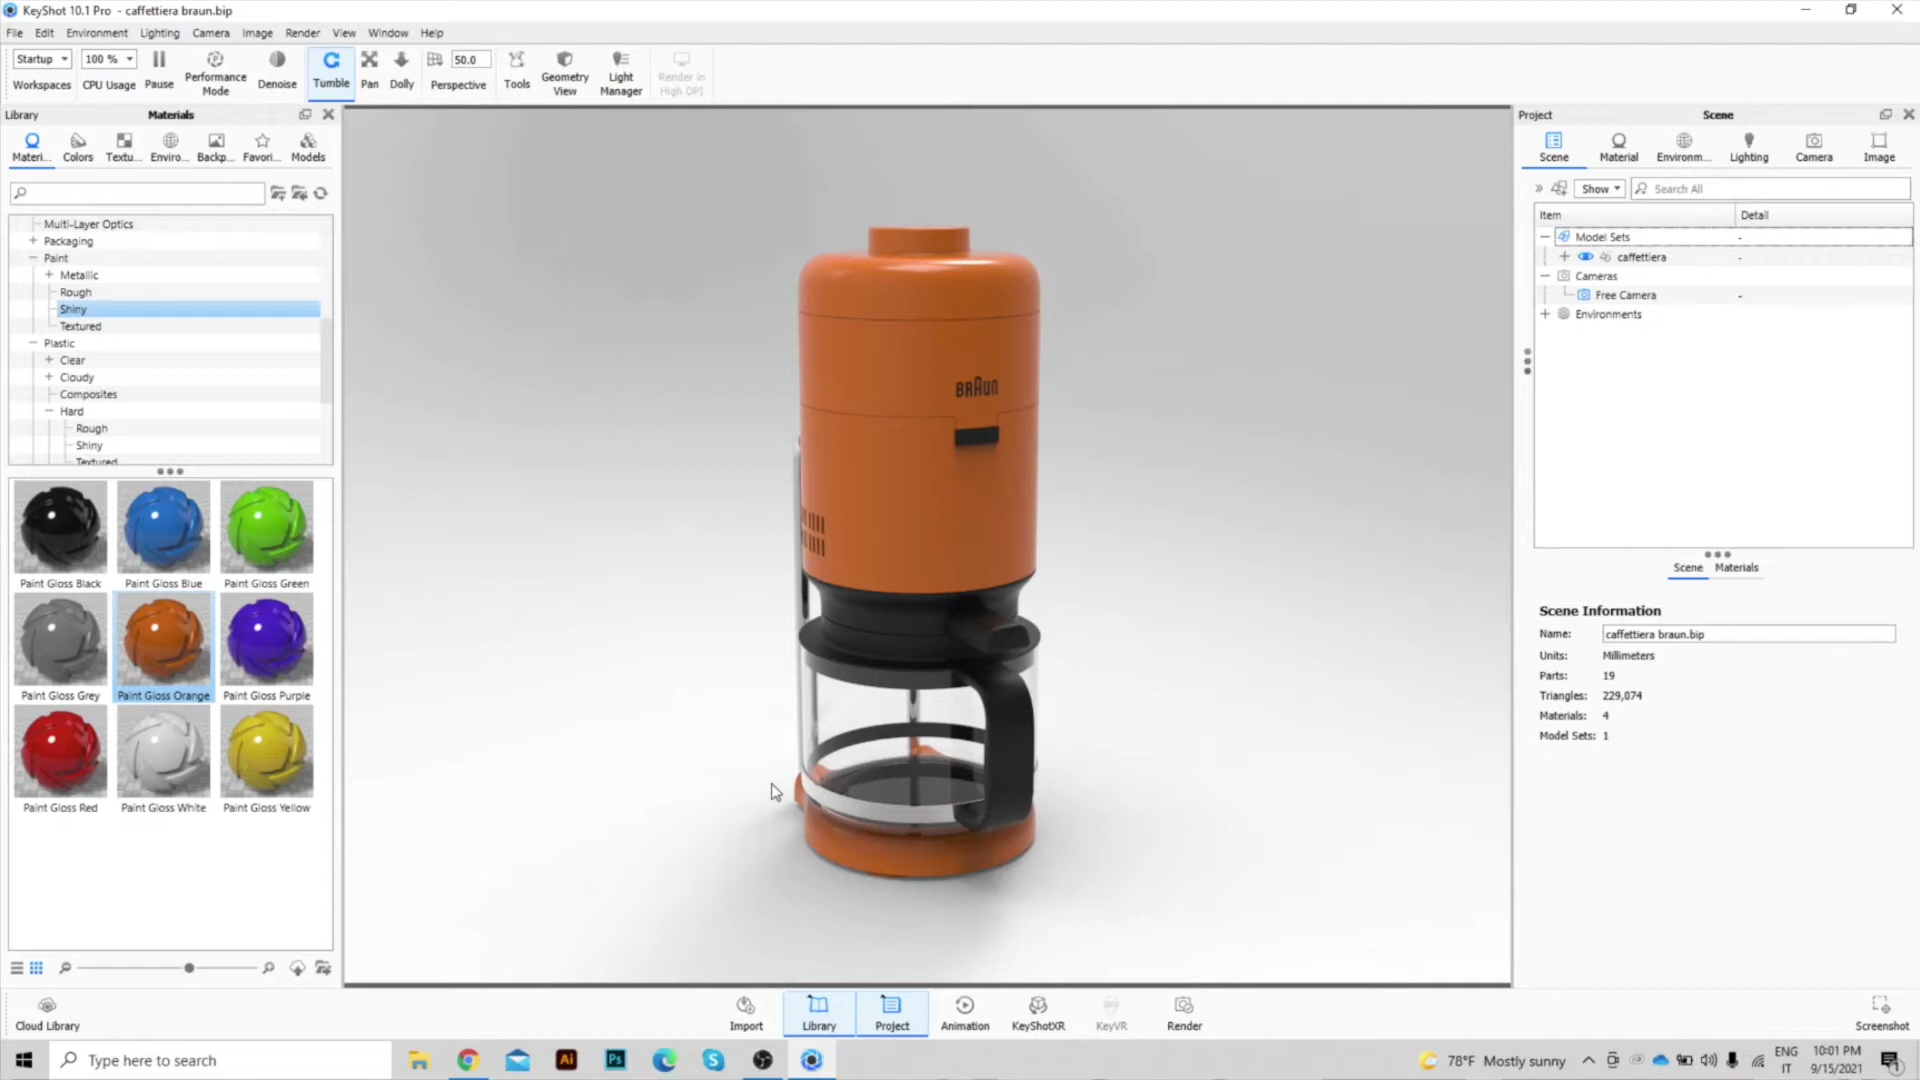 KeyShot 10.1 Pro - caffettiera braun.bip
File Edit Environment Lighting Camera Image Render View Window Help
Startup 100 % 50.0
Workspaces CPU Usage Pause Performance Mode Denoise Tumble Pan Dolly Perspective Tools Geometry View Light Manager Render in High DPI
Library Materials
Materi... Colors Textu... Enviro... Backp... Favori... Models
Multi-Layer Optics
Packaging
Paint
Metallic
Rough
Shiny
Textured
Plastic
Clear
Cloudy
Composites
Hard
Rough
Shiny
Textured
Paint Gloss Black Paint Gloss Blue Paint Gloss Green
Paint Gloss Grey Paint Gloss Orange Paint Gloss Purple
Paint Gloss Red Paint Gloss White Paint Gloss Yellow
BRAUN
Project Scene
Scene Material Environm... Lighting Camera Image
» Show Search All
Item Detail
Model Sets -
caffettiera -
Cameras
Free Camera -
Environments
Scene Materials
Scene Information
Name: caffettiera braun.bip
Units: Millimeters
Parts: 19
Triangles: 229,074
Materials: 4
Model Sets: 1
Cloud Library Import Library Project Animation KeyShotXR KeyVR Render Screenshot
Type here to search
Ai Ps S
78°F Mostly sunny
ENG
IT
10:01 PM
9/15/2021
1